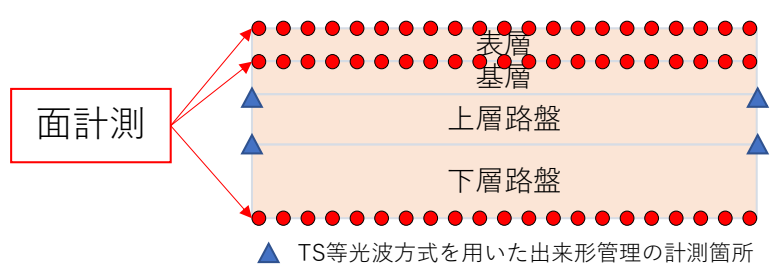 表層
基層
面計測
上層路盤
下層路盤
TS等光波方式を用いた出来形管理の計測箇所